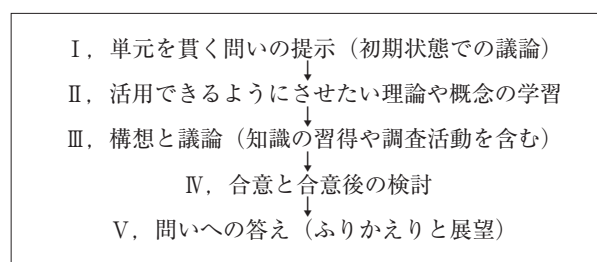 Ⅰ，単元を貫く問いの提示（初期状態での議論）
Ⅱ，活用できるようにさせたい理論や概念の学習
Ⅲ，構想と議論（知識の習得や調査活動を含む）
Ⅳ，合意と合意後の検討
Ⅴ，問いへの答え（ふりかえりと展望）